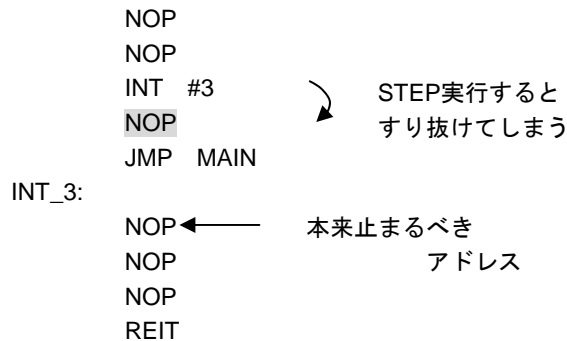 NOP
NOP
INT #3 STEP実行すると
NOP すり抜けてしまう
JMP MAIN
INT_3:
NOP 本来止まるべき
NOP アドレス
NOP
REIT